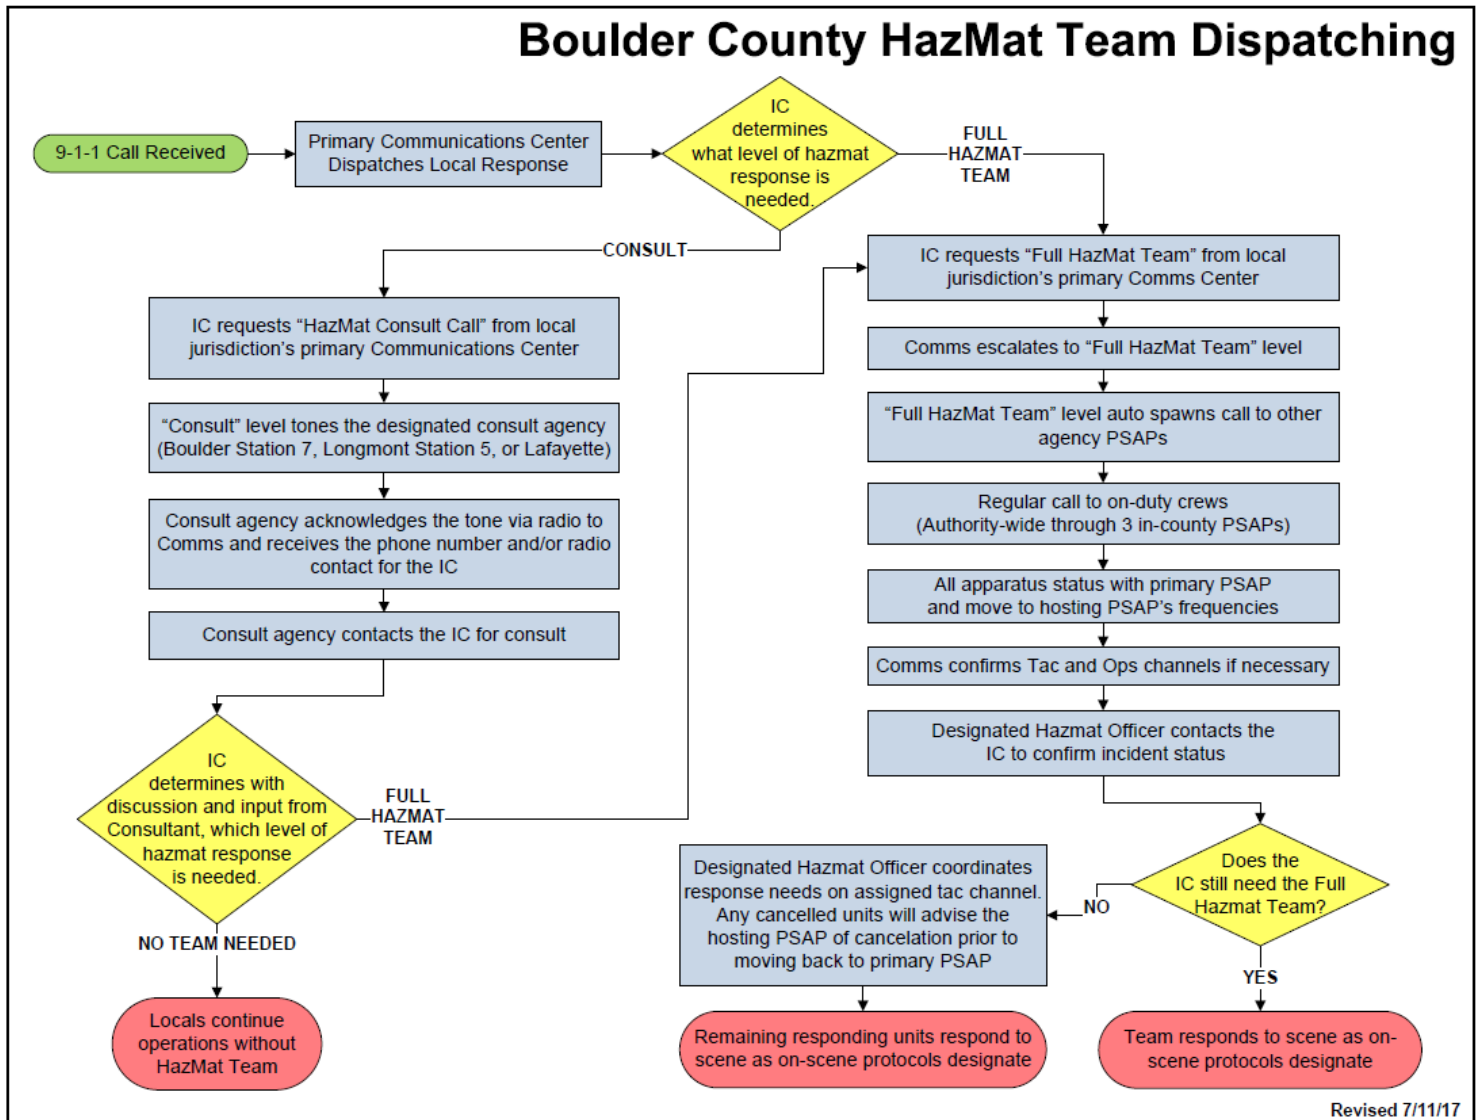 Boulder County HazMat Team Dispatching
9-1-1 Call Received
Primary Communications Center
Dispatches Local Response
IC
determines
what level of hazmat
response is
needed.
FULL
HAZMAT
TEAM
CONSULT
IC requests “HazMat Consult Call” from local
jurisdiction’s primary Communications Center
“Consult” level tones the designated consult agency
(Boulder Station 7, Longmont Station 5, or Lafayette)
Consult agency acknowledges the tone via radio to
Comms and receives the phone number and/or radio
contact for the IC
Consult agency contacts the IC for consult
IC
determines with
discussion and input from
Consultant, which level of
hazmat response
is needed.
FULL
HAZMAT
TEAM
NO TEAM NEEDED
Locals continue
operations without
HazMat Team
IC requests “Full HazMat Team” from local
jurisdiction’s primary Comms Center
Comms escalates to “Full HazMat Team” level
“Full HazMat Team” level auto spawns call to other
agency PSAPs
Regular call to on-duty crews
(Authority-wide through 3 in-county PSAPs)
All apparatus status with primary PSAP
and move to hosting PSAP’s frequencies
Comms confirms Tac and Ops channels if necessary
Designated Hazmat Officer contacts the
IC to confirm incident status
Does the
IC still need the Full
Hazmat Team?
NO
Designated Hazmat Officer coordinates
response needs on assigned tac channel.
Any cancelled units will advise the
hosting PSAP of cancelation prior to
moving back to primary PSAP
Remaining responding units respond to
scene as on-scene protocols designate
YES
Team responds to scene as on-
scene protocols designate
Revised 7/11/17